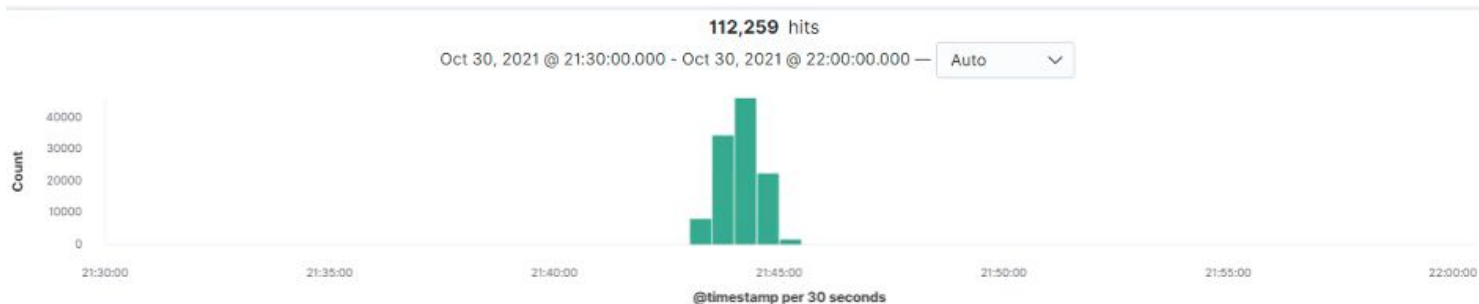 112,259 hits
Oct 30, 2021 @ 21:30:00.000 - Oct 30, 2021 @ 22:00:00.000 — Auto
Count
40000
30000
20000
10000
0
21:30:00 21:35:00 21:40:00 21:45:00 21:50:00 21:55:00 22:00:00
@timestamp per 30 seconds